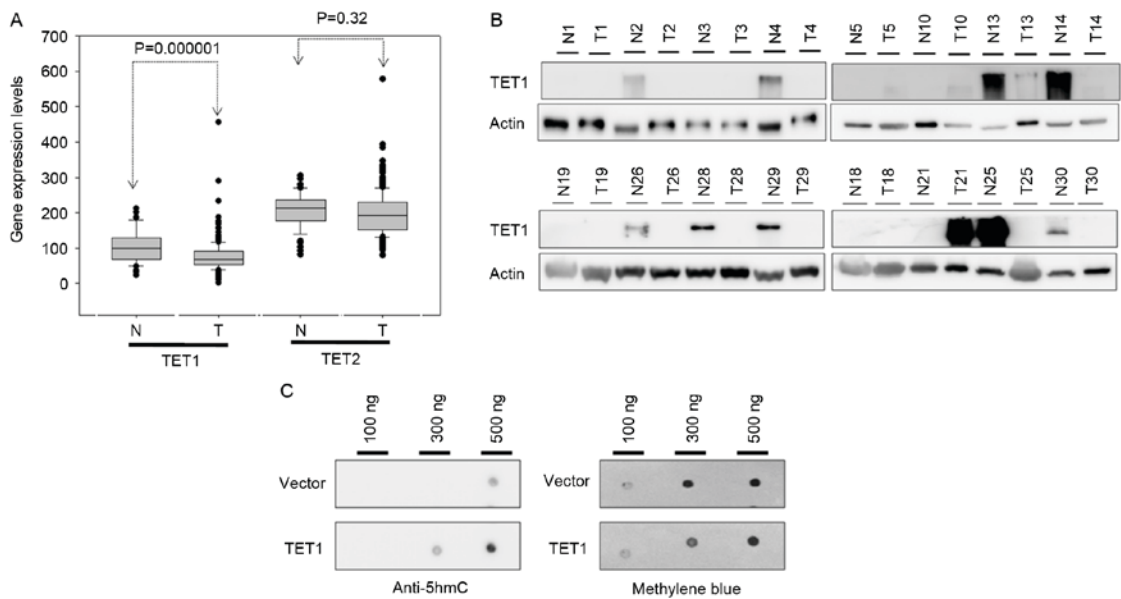 A
Gene expression levels
700
600
500
400
300
200
100
0
P=0.000001
P=0.32
N T N T
TET1 TET2
B
N1 T1 N2 T2 N3 T3 N4 T4 N5 T5 N10 T10 N13 T13 N14 T14
TET1
Actin
N19 T19 N26 T26 N28 T28 N29 T29 N18 T18 N21 T21 N25 T25 N30 T30
TET1
Actin
C
100 ng 300 ng 500 ng 100 ng 300 ng 500 ng
Vector Vector
TET1 TET1
Anti-5hmC Methylene blue